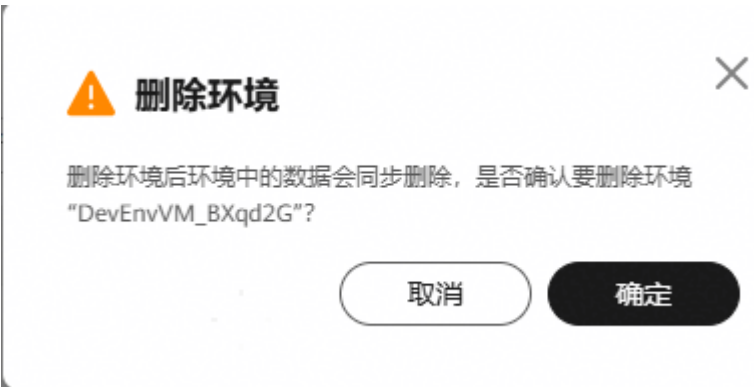 删除环境
删除环境后环境中的数据会同步删除，是否确认要删除环境
“DevEnvVM_BXqd2G”?
取消
确定